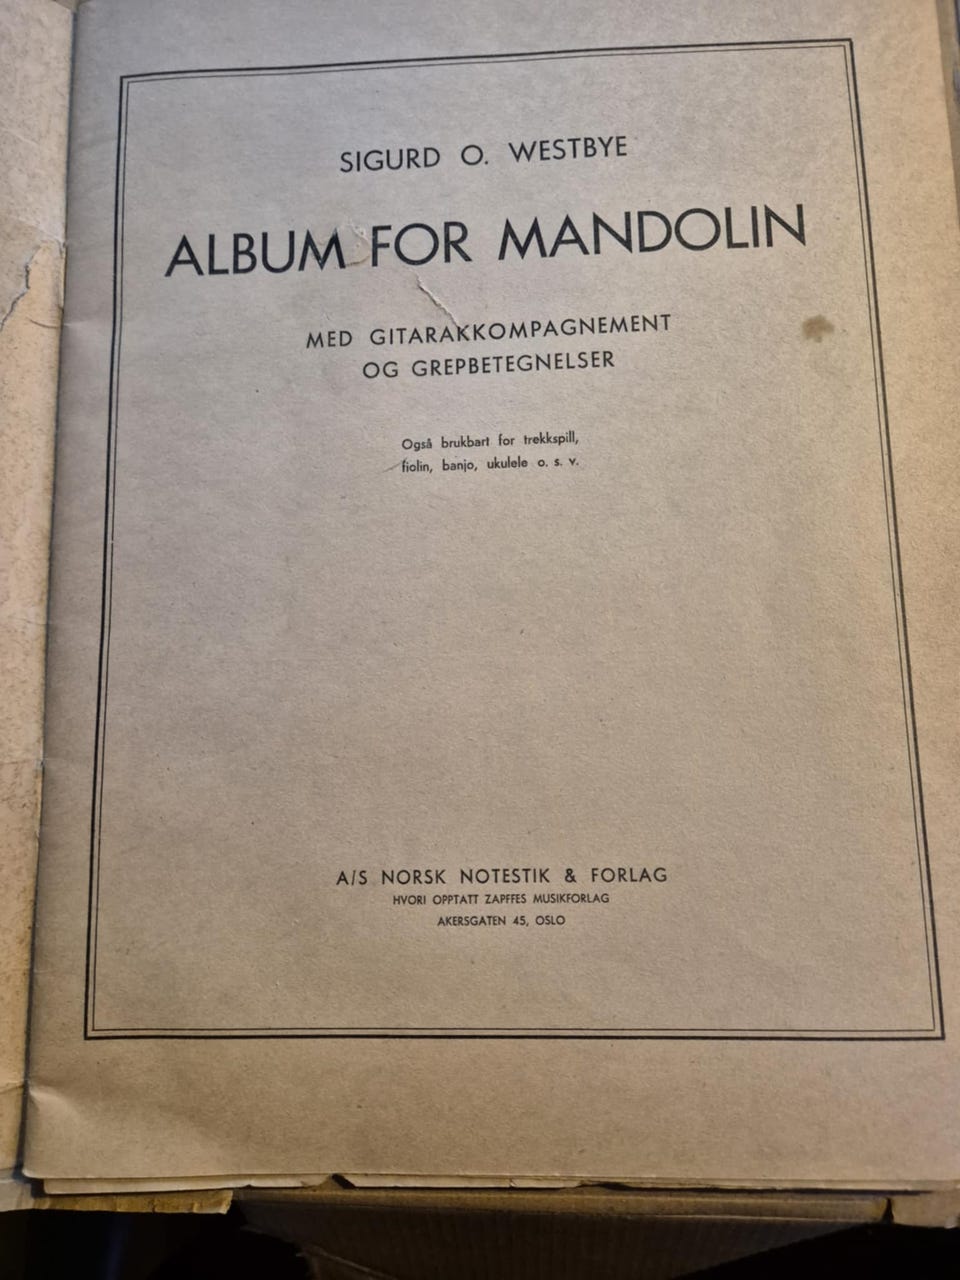 SIGURD O. WESTBYE
ALBUM FOR MANDOLIN
MED GITARAKKOMPAGNEMENT
OG GREPBETEGNELSER
Også brukbart for trekkspill,
fiolin, banjo, ukulele o. s. v.
A/S NORSK NOTESTIK & FORLAG
HVORI OPPTATT ZAPFFES MUSIKFORLAG
AKERSGATEN 45, OSLO